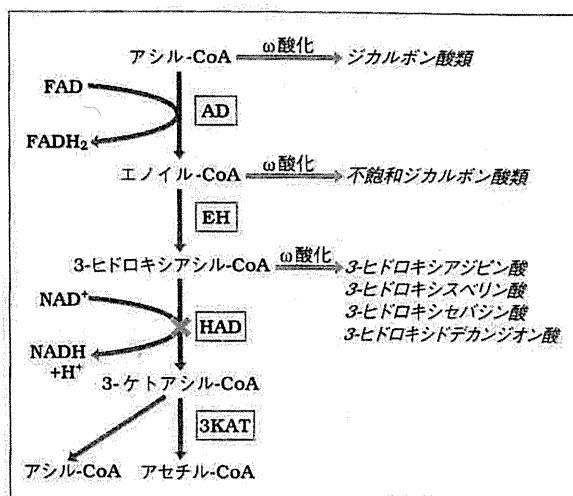 アシル-CoA ω酸化 ジカルボン酸類
FAD
AD
FADH₂
エノイル-CoA ω酸化 不飽和ジカルボン酸類
EH
3-ヒドロキシアシル-CoA ω酸化 3-ヒドロキシアジピン酸
3-ヒドロキシスベリン酸
3-ヒドロキシセバシン酸
3-ヒドロキシドデカンジオン酸
NAD⁺
HAD
NADH
+H⁺
3-ケトアシル-CoA
3KAT
アシル-CoA アセチル-CoA